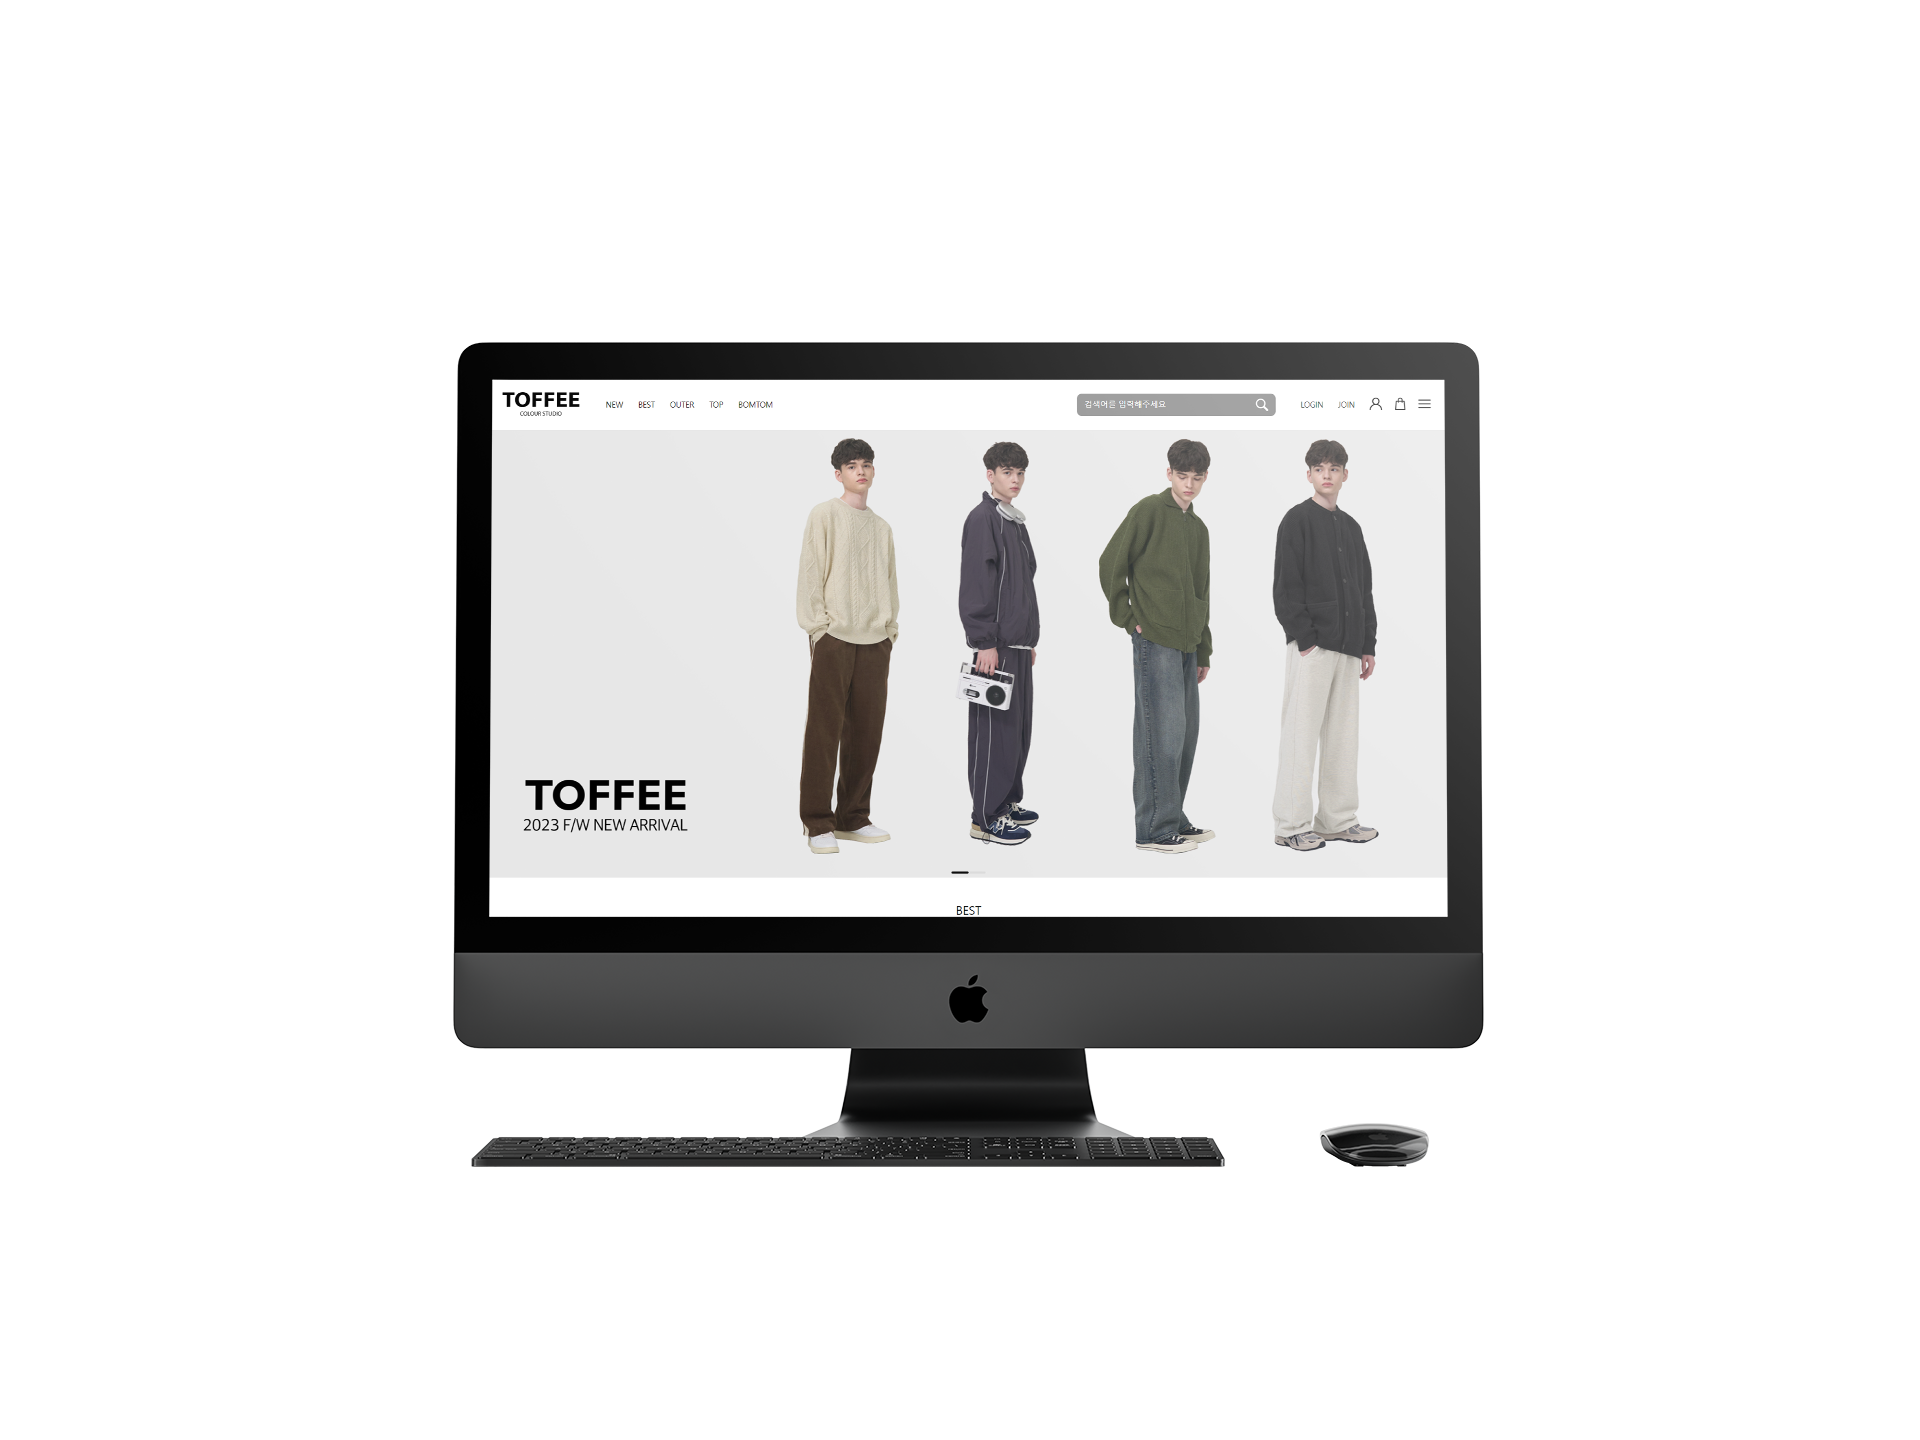 TOFFEE
COLOUR STUDIO
NEW BEST OUTER TOP BOMTOM
검색어를 입력해주세요
LOGIN JOIN
TOFFEE
2023 F/W NEW ARRIVAL
BEST